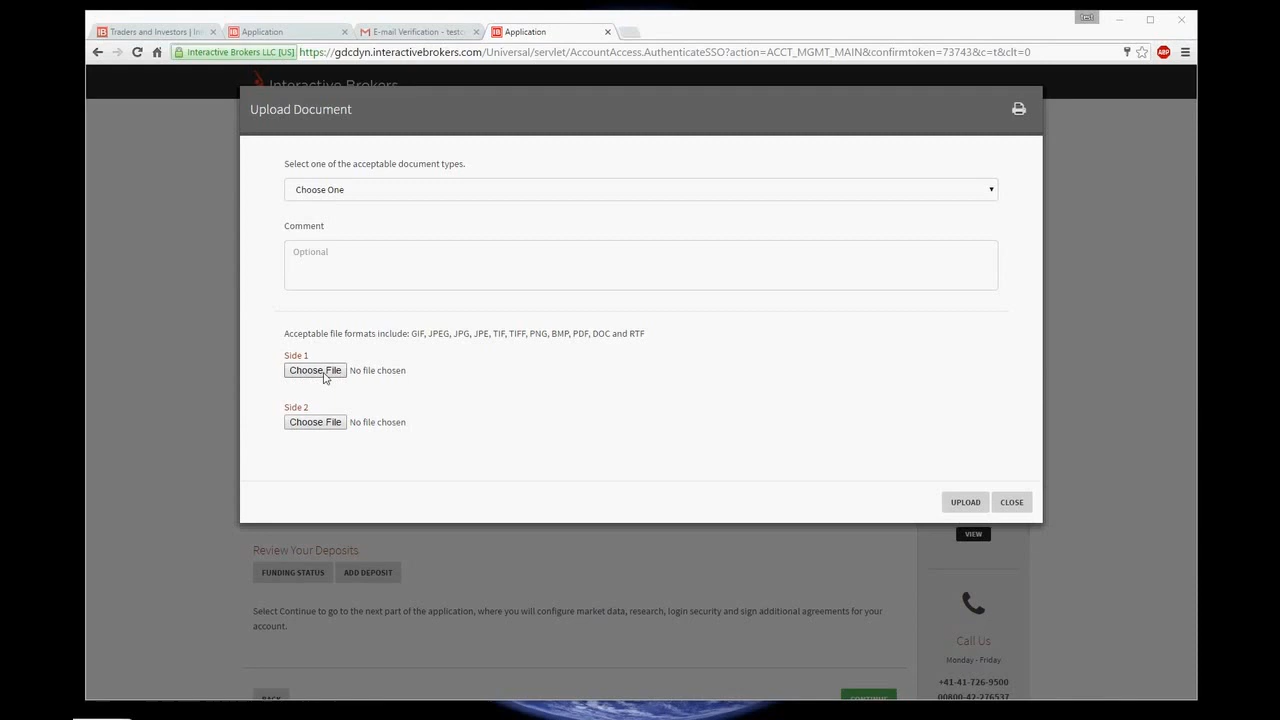 test
Traders and Investors | Int
Application
E-mail Verification - testc
Application
Interactive Brokers LLC [US]
https://gdcdyn.interactivebrokers.com/Universal/servlet/AccountAccess.AuthenticateSSO?action=ACCT_MGMT_MAIN&confirmtoken=73743&c=t&clt=0
ABP
Interactive Brokers
Upload Document
Select one of the acceptable document types.
Choose One
Comment
Optional
Acceptable file formats include: GIF, JPEG, JPG, JPE, TIF, TIFF, PNG, BMP, PDF, DOC and RTF
Side 1
Choose File No file chosen
Side 2
Choose File No file chosen
UPLOAD CLOSE
VIEW
Review Your Deposits
FUNDING STATUS ADD DEPOSIT
Select Continue to go to the next part of the application, where you will configure market data, research, login security and sign additional agreements for your
account.
Call Us
Monday - Friday
+41-41-726-9500
00800-42-276537
BACK
CONTINUE